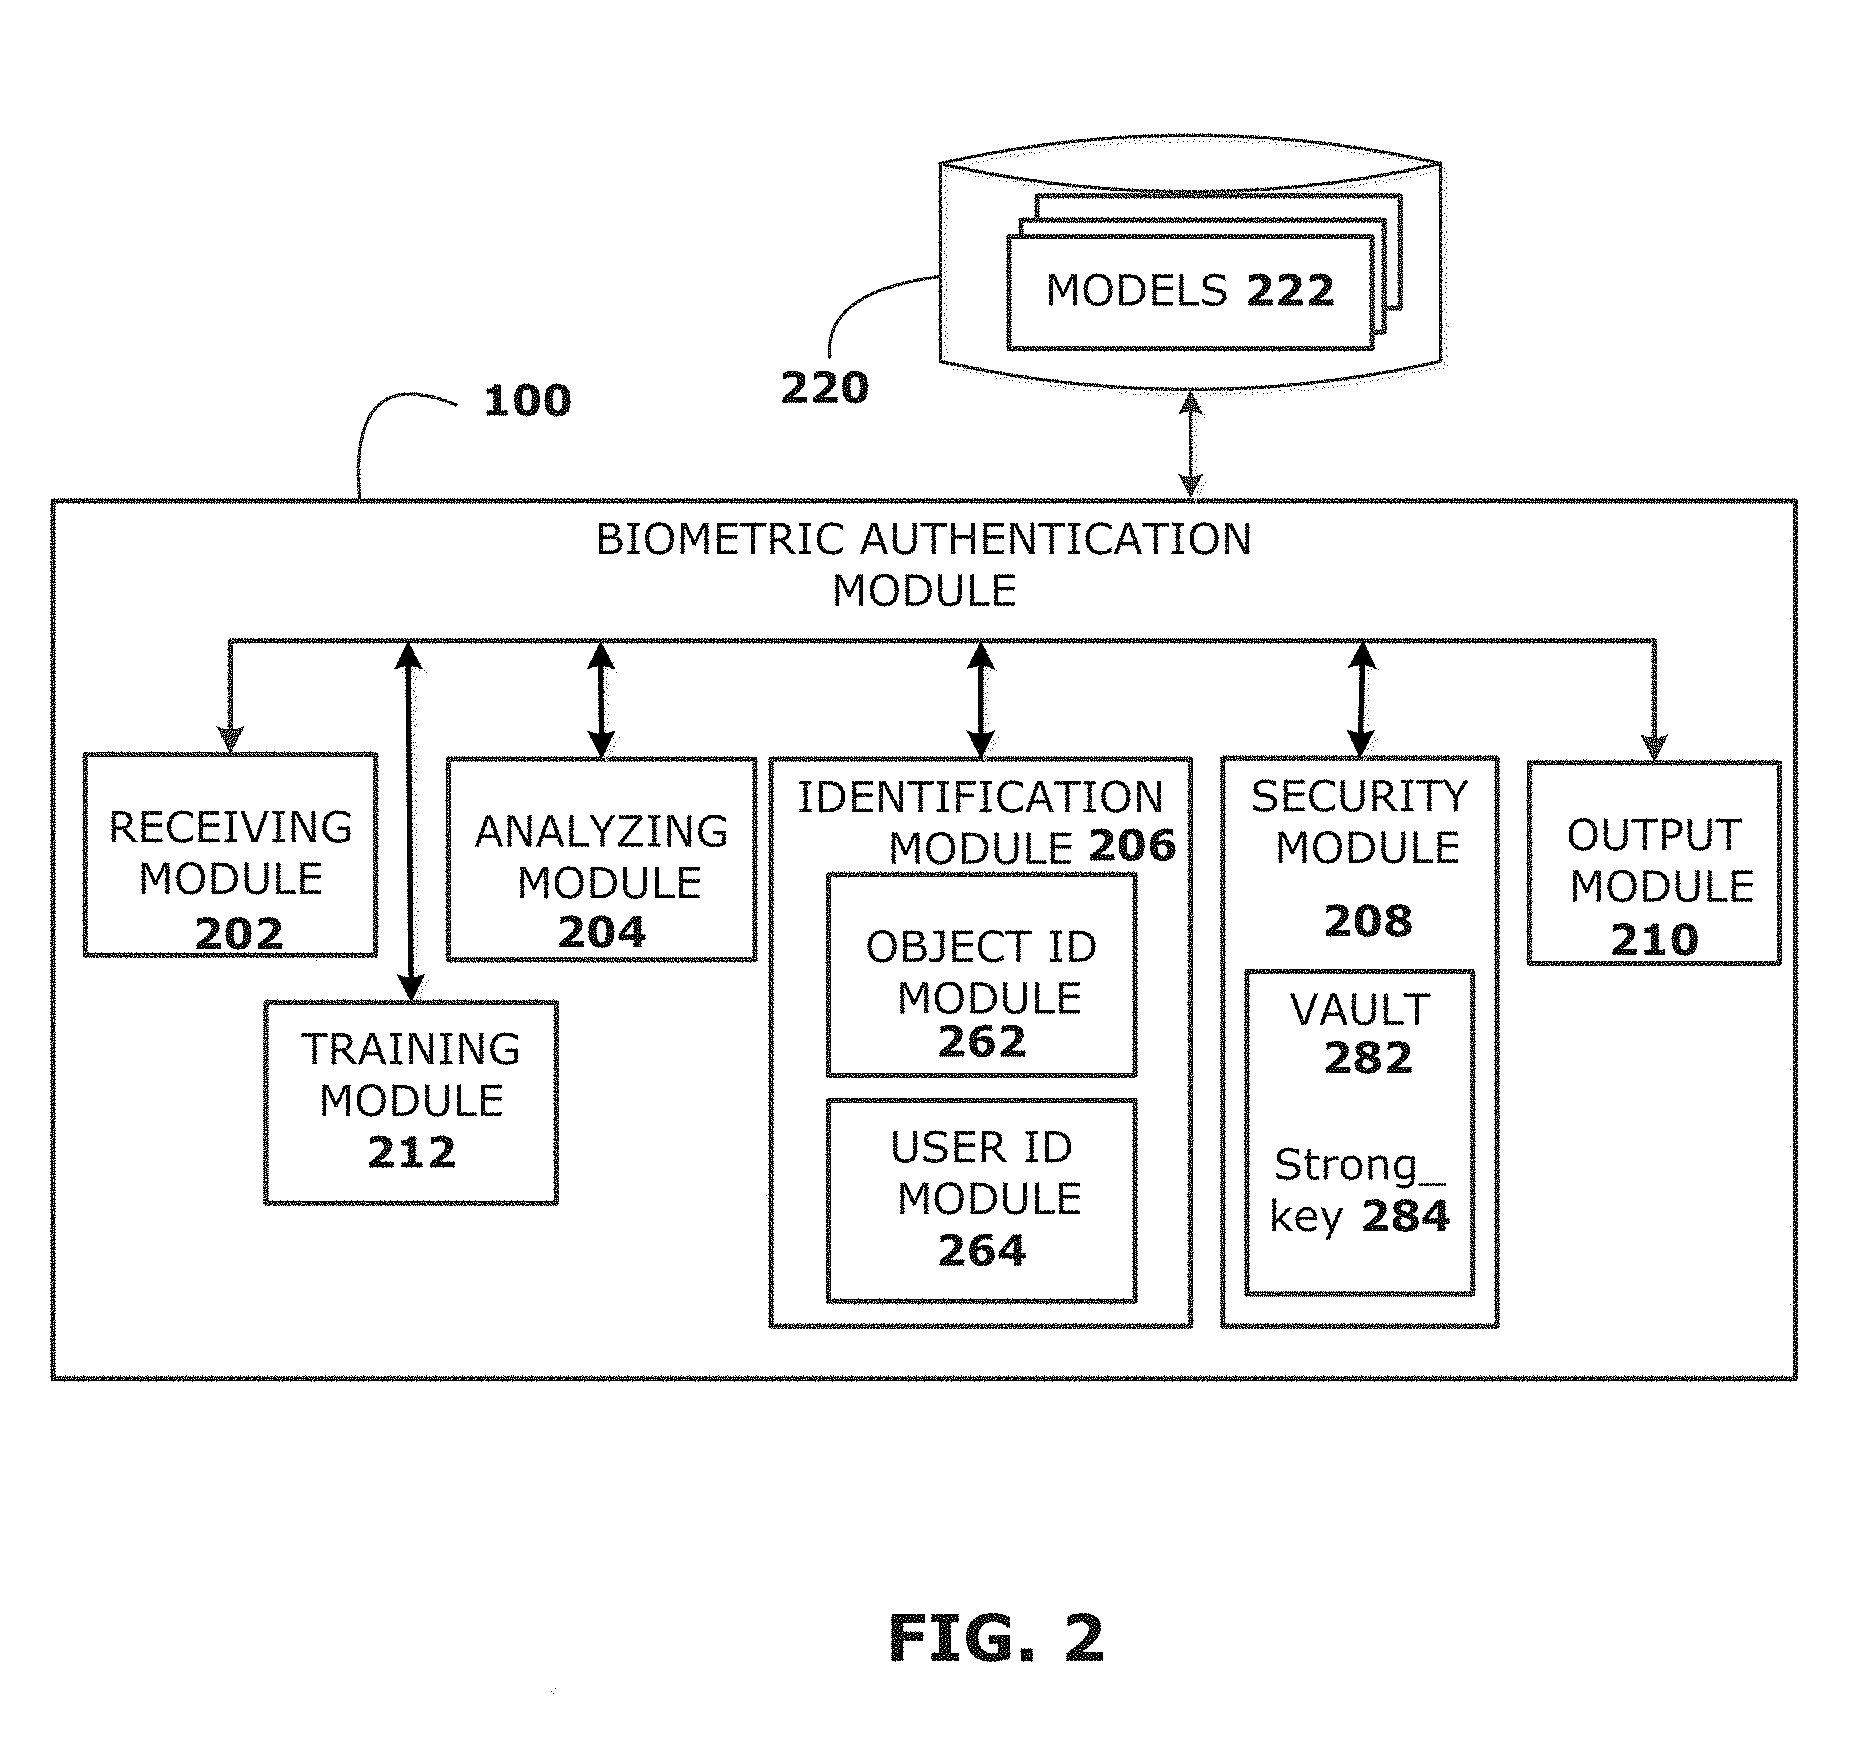 MODELS 222
220
100
BIOMETRIC AUTHENTICATION
MODULE
RECEIVING
MODULE
202
TRAINING
MODULE
212
ANALYZING
MODULE
204
IDENTIFICATION
MODULE 206
OBJECT ID
MODULE
262
USER ID
MODULE
264
SECURITY
MODULE
208
VAULT
282
Strong_
key 284
OUTPUT
MODULE
210
FIG. 2